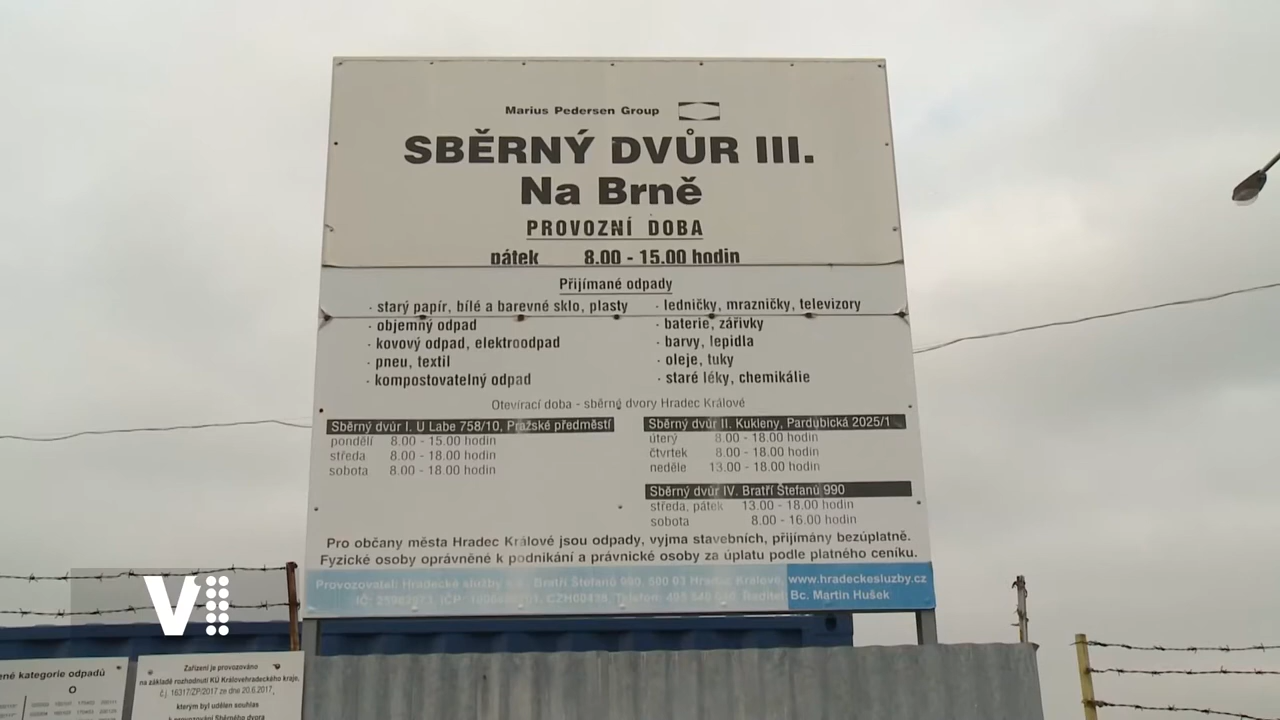 Marius Pedersen Group
SBĚRNÝ DVŮR III.
Na Brně
PROVOZNÍ DOBA
pátek 8.00 - 15.00 hodin
Přijímané odpady
· starý papír, bílé a barevné sklo, plasty
· objemný odpad
· kovový odpad, elektroodpad
· pneu, textil
· kompostovatelný odpad
· ledničky, mrazničky, televizory
· baterie, zářivky
· barvy, lepidla
· oleje, tuky
· staré léky, chemikálie
Otevírací doba - sběrné dvory Hradec Králové
Sběrný dvůr I. U Labe 758/10, Pražské předměstí
pondělí 8.00 - 15.00 hodin
středa 8.00 - 18.00 hodin
sobota 8.00 - 18.00 hodin
Sběrný dvůr II. Kukleny, Pardubická 2025/1
úterý 8.00 - 18.00 hodin
čtvrtek 8.00 - 18.00 hodin
neděle 13.00 - 18.00 hodin
Sběrný dvůr IV. Bratří Štefanů 990
středa, pátek 13.00 - 18.00 hodin
sobota 8.00 - 16.00 hodin
Pro občany města Hradec Králové jsou odpady, vyjma stavebních, přijímány bezúplatně.
Fyzické osoby oprávněné k podnikání a právnické osoby za úplatu podle platného ceníku.
Provozovatel: Hradecké služby Bratří Štefanů 990, 500 03 Hradec Králové, www.hradeckesluzby.cz
Telefon: Ředitel: Bc. Martin Hušek
V
kategorie odpadů
O
Zařízení je provozováno
na základě rozhodnutí KÚ Královéhradeckého kraje,
č.j. 16317/ZP/2017 ze dne 20.6.2017,
kterým byl udělen souhlas
k provozování Sběrného dvora